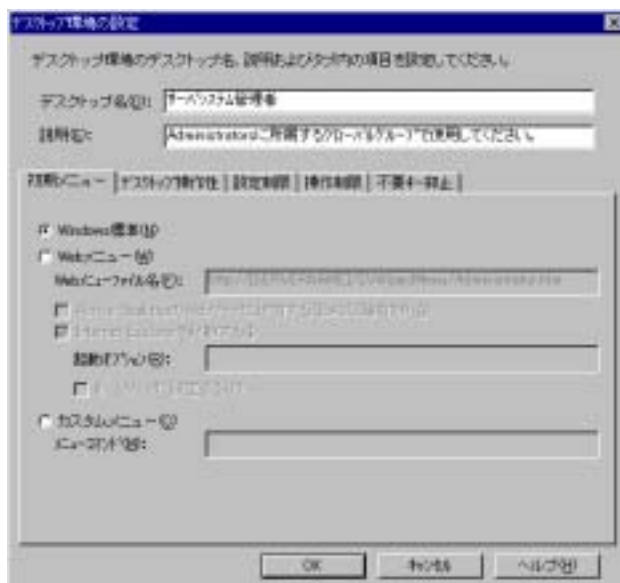 デスクトップ環境の設定
デスクトップ環境のデスクトップ名、説明およびタブ内の項目を設定してください。
デスクトップ名(D): サーバシステム管理者
説明(E): Administratorsに所属するグローバルグループで使用してください。
初期メニュー デスクトップ操作性 設定制限 操作制限 不要キー抑止
Windows標準(N)
Webメニュー(W)
Webメニューファイル名(F):
起動オプション(R):
カスタムメニュー(C)
メニューコマンド(M):
OK キャンセル ヘルプ(H)